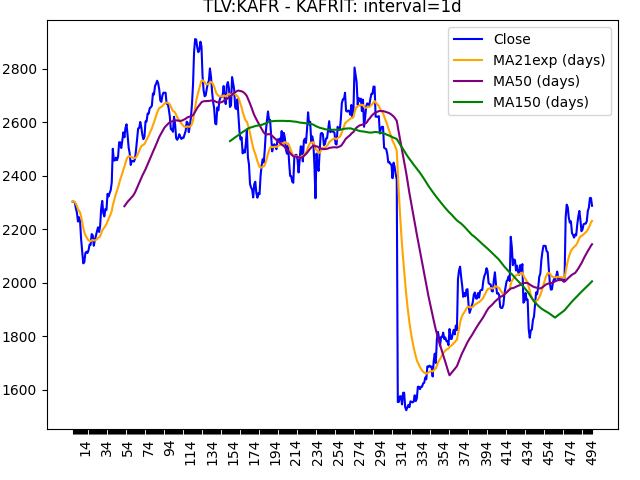 TLV:KAFR - KAFRIT: interval=1d
Close
MA21exp (days)
MA50 (days)
MA150 (days)
2800
2600
2400
2200
2000
1800
1600
14 34 54 74 94 114 134 154 174 194 214 234 254 274 294 314 334 354 374 394 414 434 454 474 494